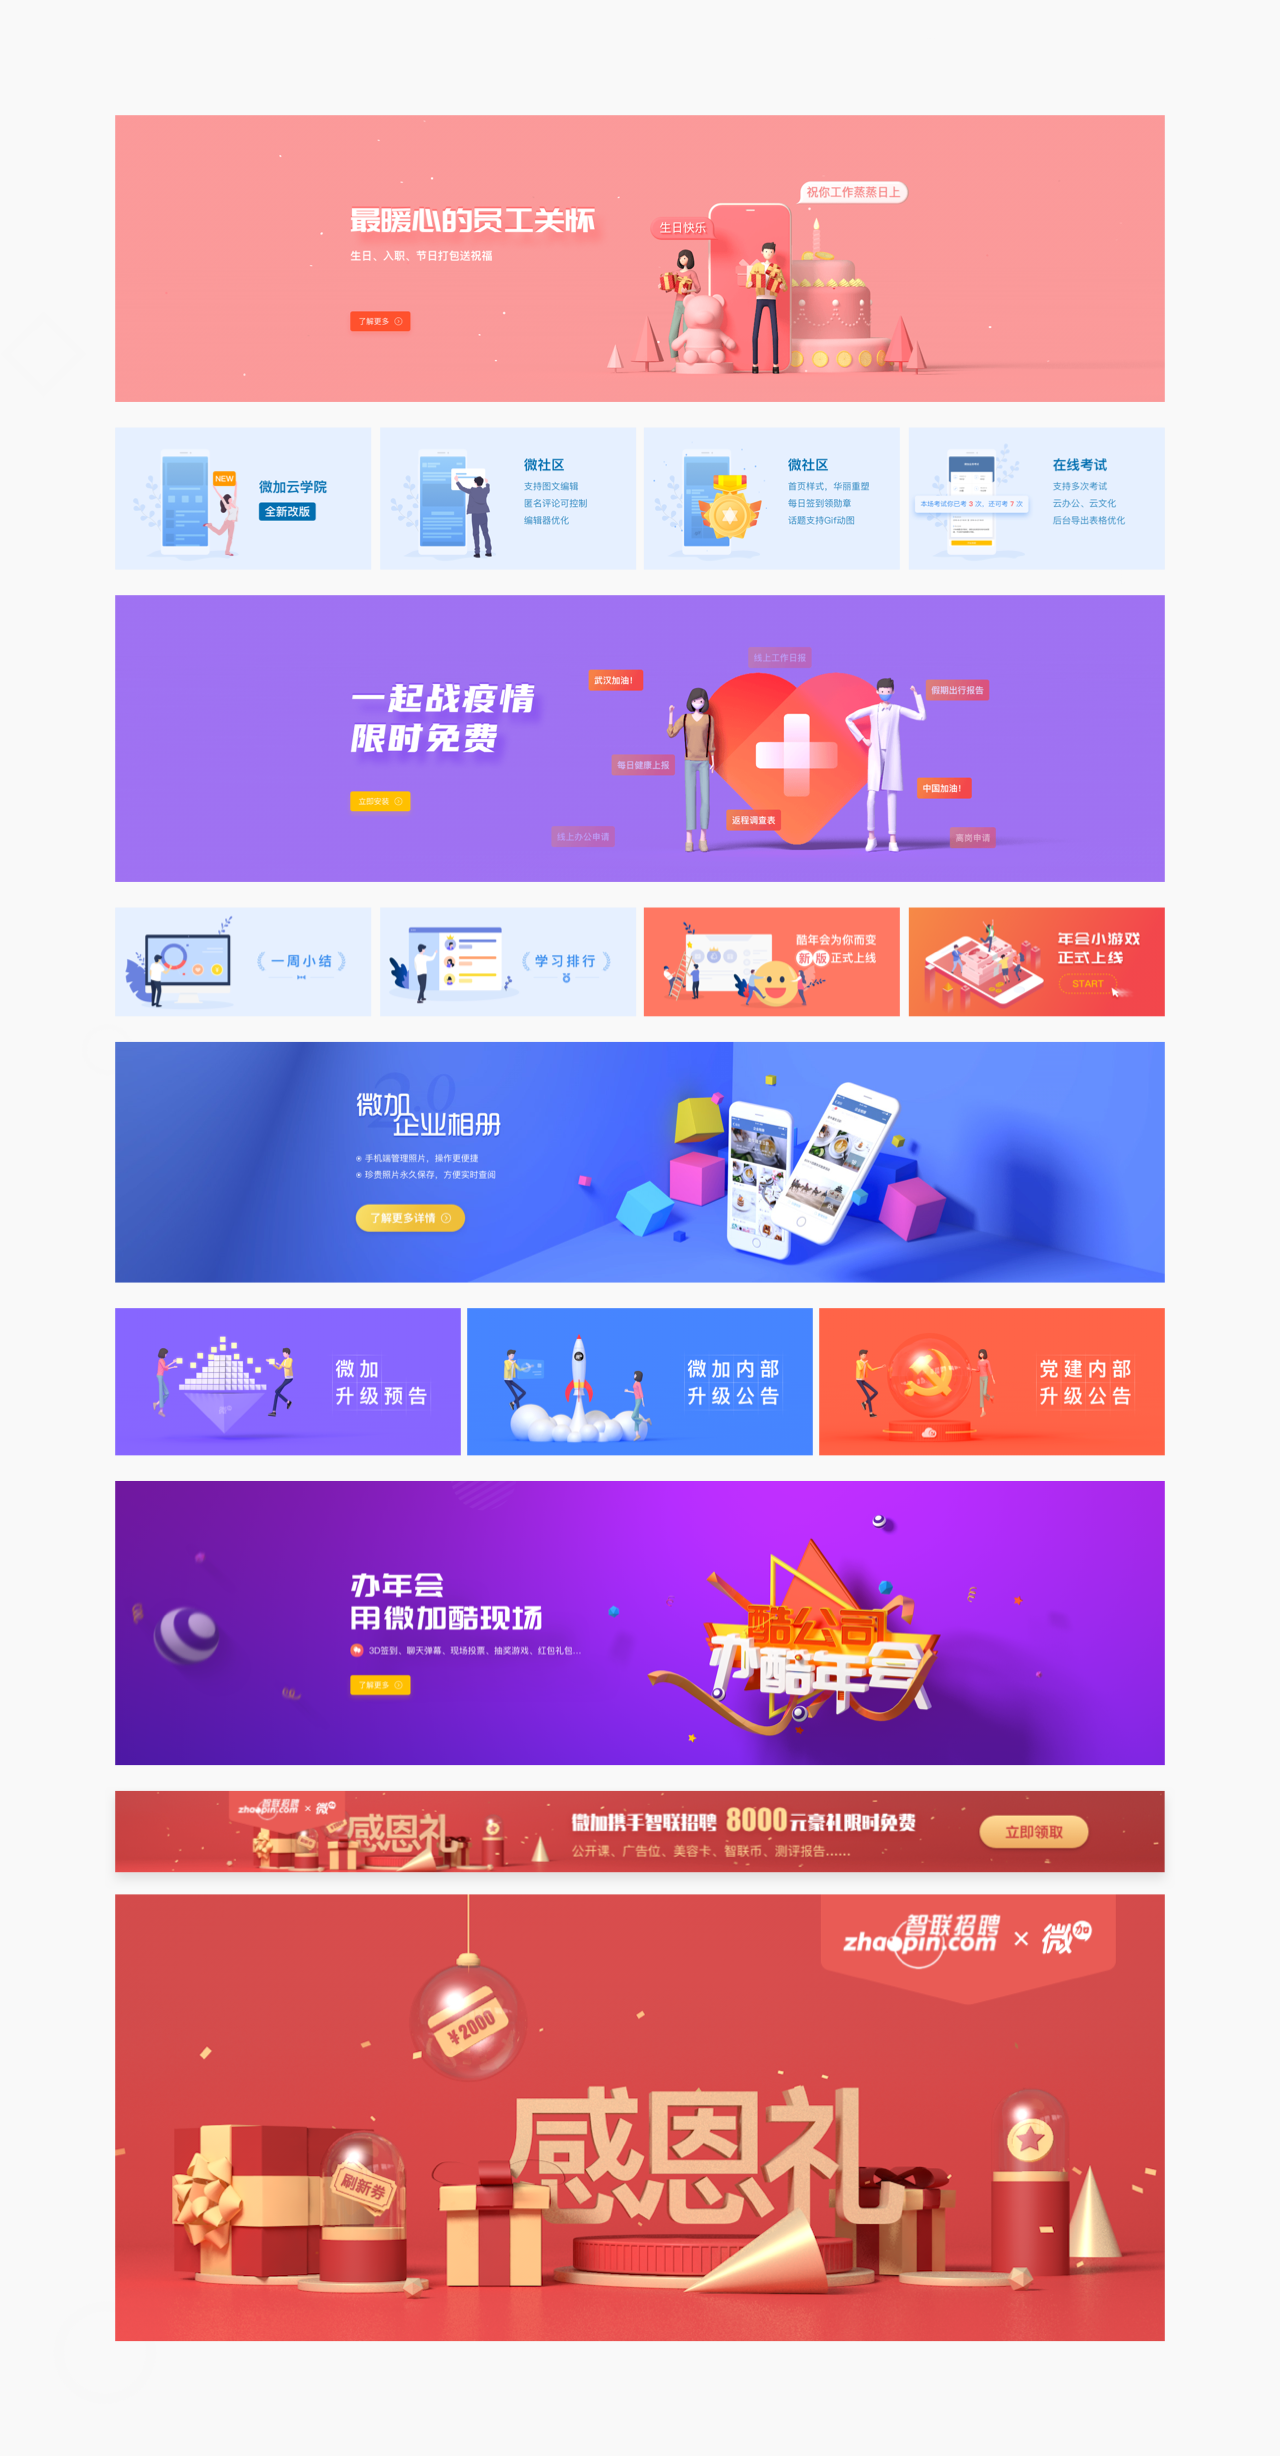 最暖心的员工关怀
生日、入职、节日打包送祝福
了解更多
生日快乐
祝你工作蒸蒸日上
NEW
微加云学院
全新改版
微社区
支持图文编辑
匿名评论可控制
编辑器优化
微社区
首页样式，华丽重塑
每日签到领勋章
话题支持Gif动图
本场考试你已考 3 次，还可考 7 次
在线考试
支持多次考试
云办公、云文化
后台导出表格优化
一起战疫情
限时免费
立即安装
武汉加油!
线上工作日报
假期出行报告
每日健康上报
中国加油!
返程调查表
线上办公申请
离岗申请
一周小结
学习排行
酷年会为你而变
新版正式上线
年会小游戏
正式上线
START
2.0
微加
企业相册
手机端管理照片，操作更便捷
珍贵照片永久保存，方便实时查阅
了解更多详情
微加
升级预告
微加内部
升级公告
党建内部
升级公告
办年会
用微加酷现场
3D签到、聊天弹幕、现场投票、抽奖游戏、红包礼包...
了解更多
酷公司
办酷年会
智联招聘
zhaopin.com × 微加
感恩礼
微加携手智联招聘 8000元豪礼限时免费
公开课、广告位、美容卡、智联币、测评报告......
立即领取
智联招聘
zhaopin.com × 微加
¥2000
感恩礼
刷新券